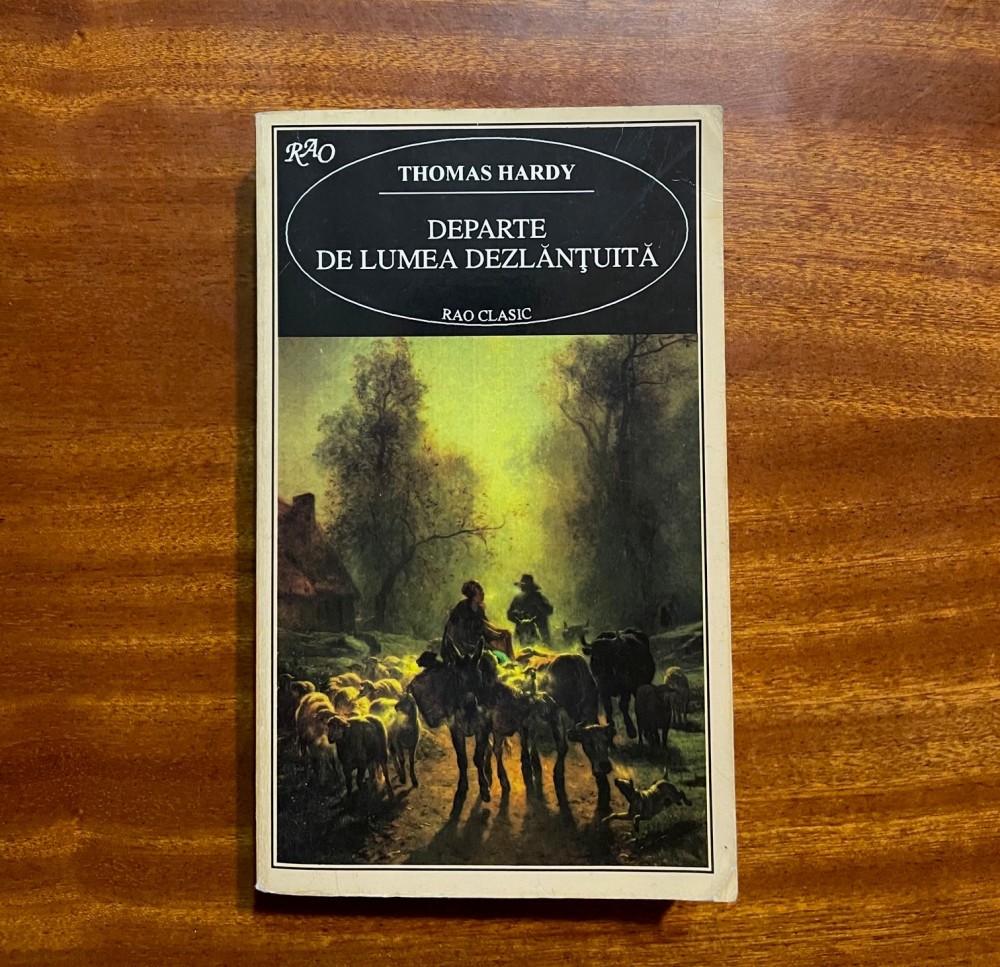 RAO
THOMAS HARDY
DEPARTE
DE LUMEA DEZLĂNŢUITĂ
RAO CLASIC